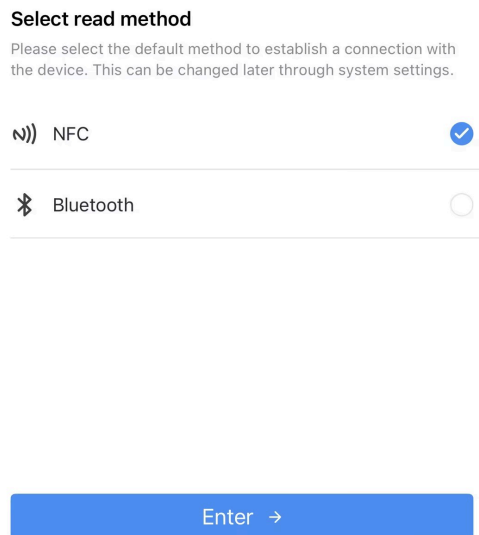 Select read method
Please select the default method to establish a connection with
the device. This can be changed later through system settings.
NFC
Bluetooth
Enter →